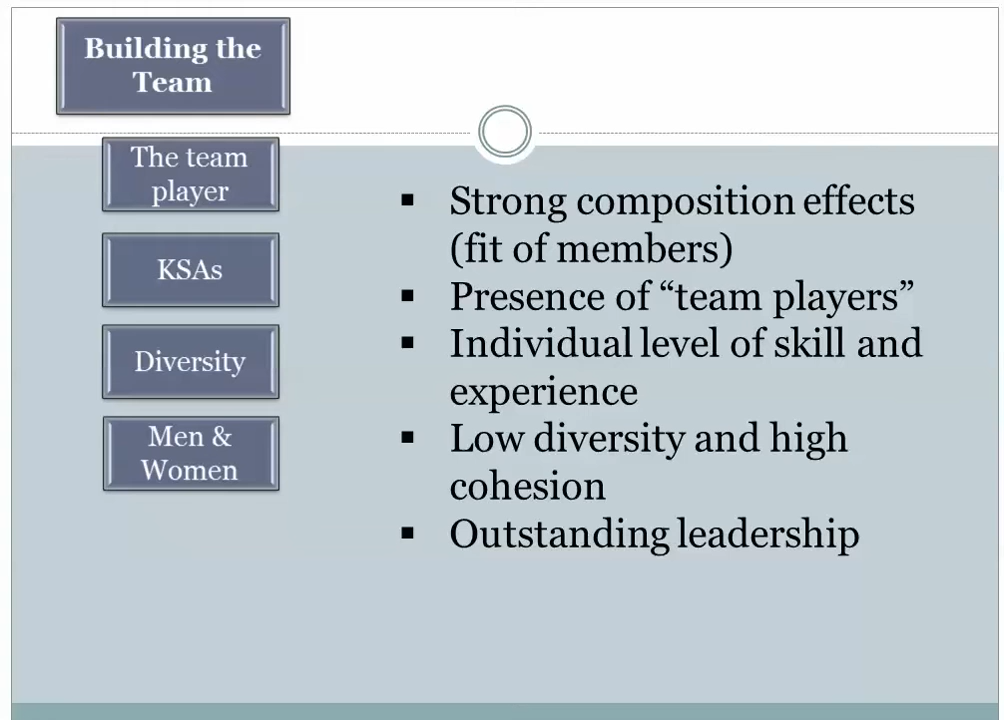 Building the
Team
The team
player
KSAs
Diversity
Men &
Women
▪ Strong composition effects
(fit of members)
▪ Presence of “team players”
▪ Individual level of skill and
experience
▪ Low diversity and high
cohesion
▪ Outstanding leadership